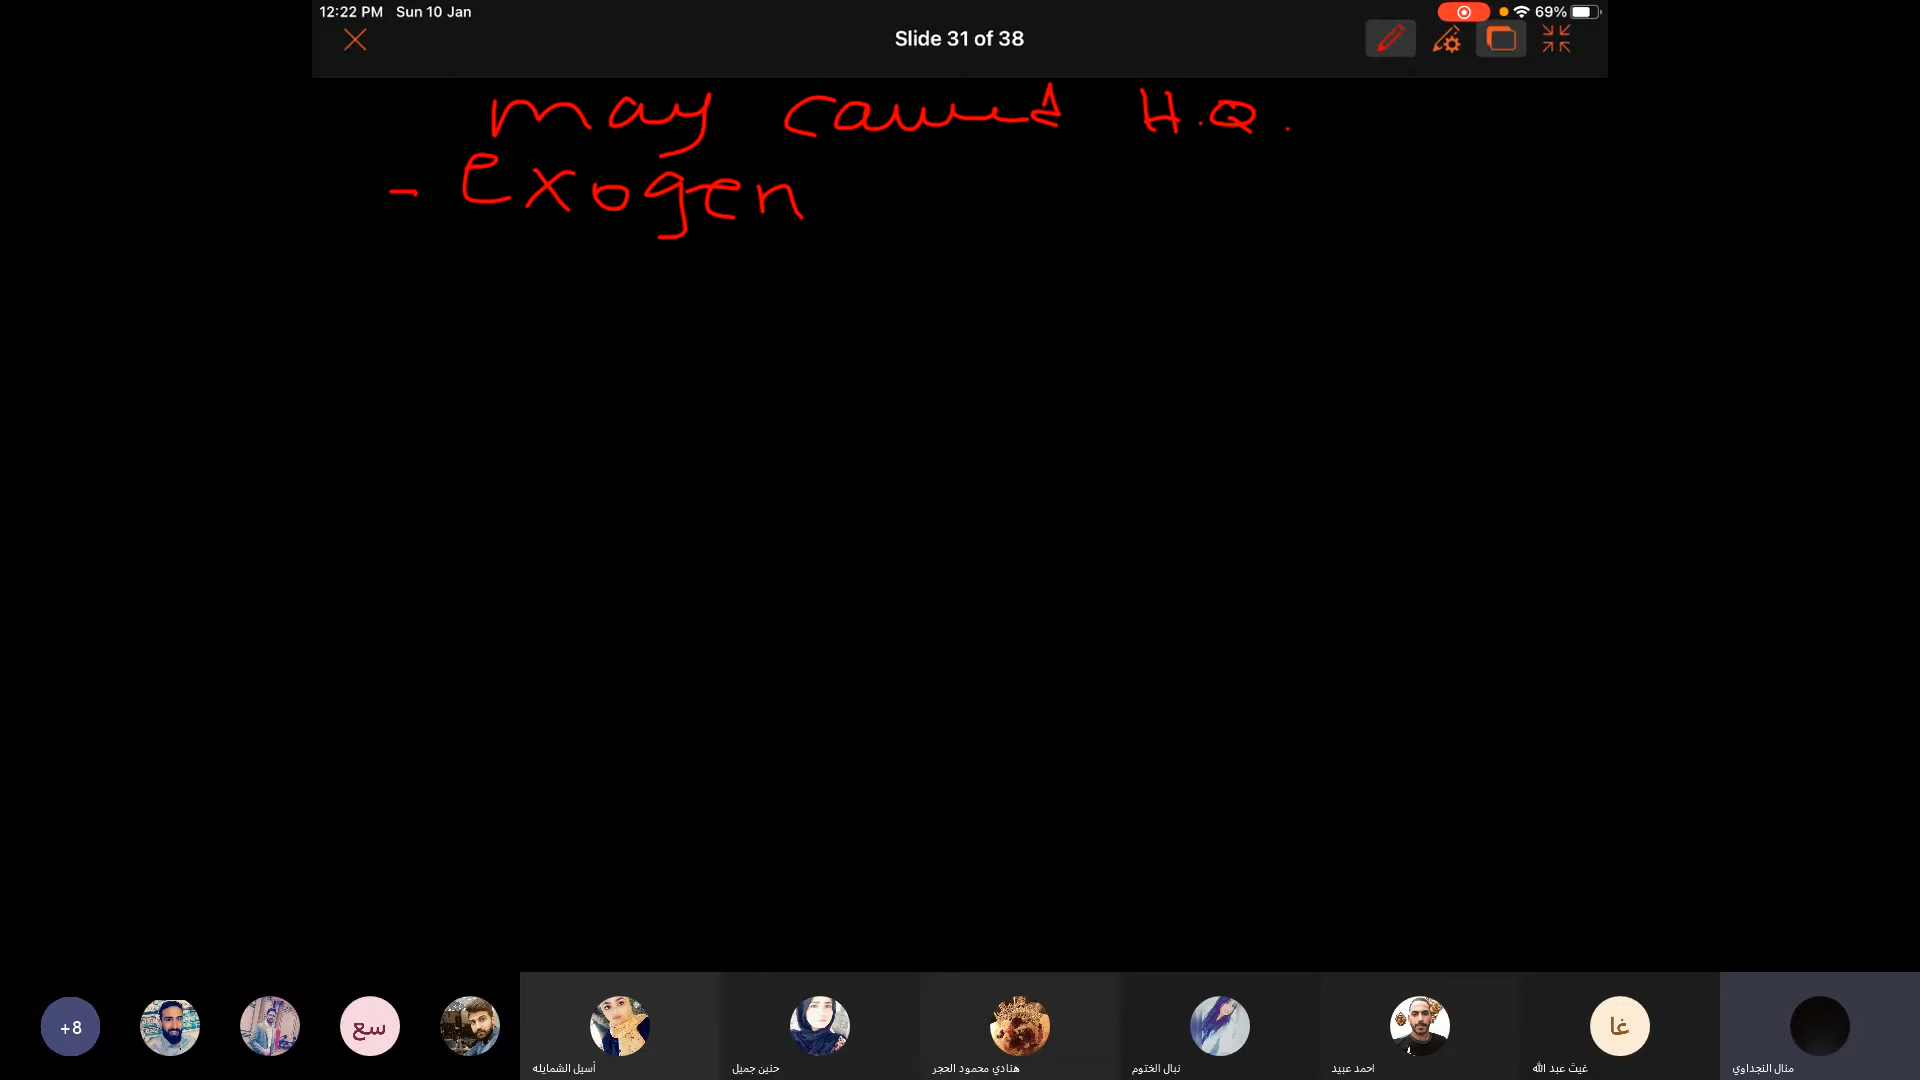 12:22 PM Sun 10 Jan
69%
Slide 31 of 38
may caused H.Q.
- exogen
+8
سع
غا
أسيل الشمايله
حنين جميل
هنادي محمود الحجر
نبال الختوم
احمد عبيد
غيث عبد الله
منال النجداوي